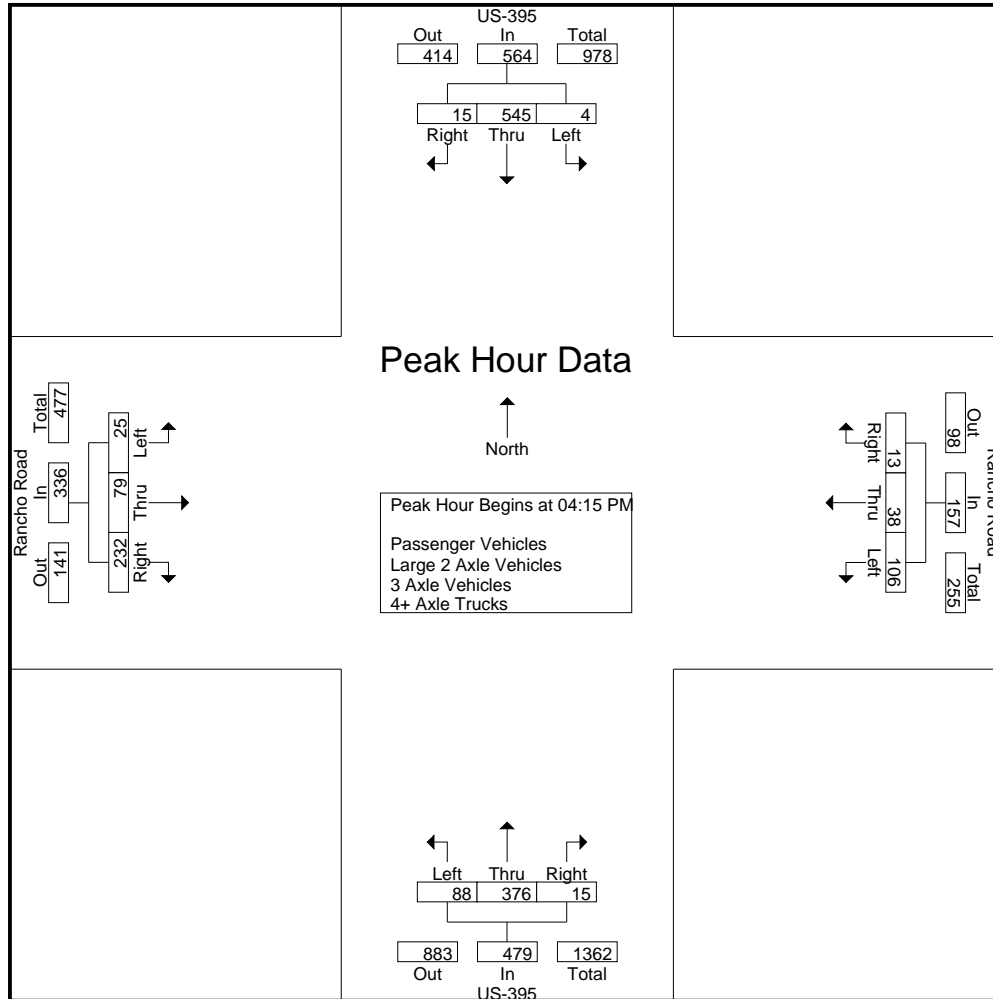 US-395
Out In Total
414 564 978
15 545 4
Right Thru Left
Peak Hour Data
North
Peak Hour Begins at 04:15 PM
Passenger Vehicles
Large 2 Axle Vehicles
3 Axle Vehicles
4+ Axle Trucks
Rancho Road
Out In Total
141 336 477
232 79 25
Right Thru Left
Rancho Road
Out In Total
98 157 255
13 38 106
Right Thru Left
Left Thru Right
88 376 15
883 479 1362
Out In Total
US-395